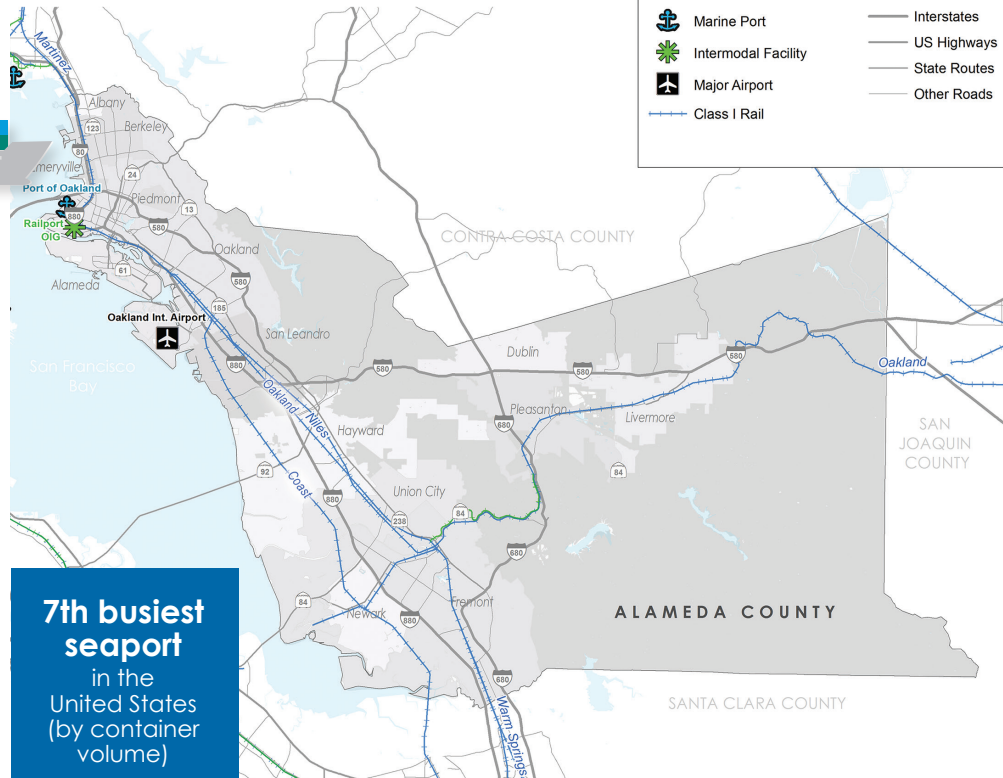 Marine Port
Intermodal Facility
Major Airport
Class I Rail
Interstates
US Highways
State Routes
Other Roads
Martinez
Albany
123
Berkeley
80
24
Port of Oakland
Piedmont
880
13
Railport
OIG
580
CONTRA COSTA COUNTY
Oakland
61
580
Alameda
185
Oakland Int. Airport
San Leandro
Dublin
580
San Francisco
Bay
880
580
580
Oakland
Oakland
Niles
Pleasanton
Livermore
680
Hayward
SAN
JOAQUIN
COUNTY
92
84
Coast
Union City
880
238
84
680
7th busiest
seaport
in the
United States
(by container
volume)
84
Newark
Fremont
880
ALAMEDA COUNTY
680
SANTA CLARA COUNTY
Warm Springs